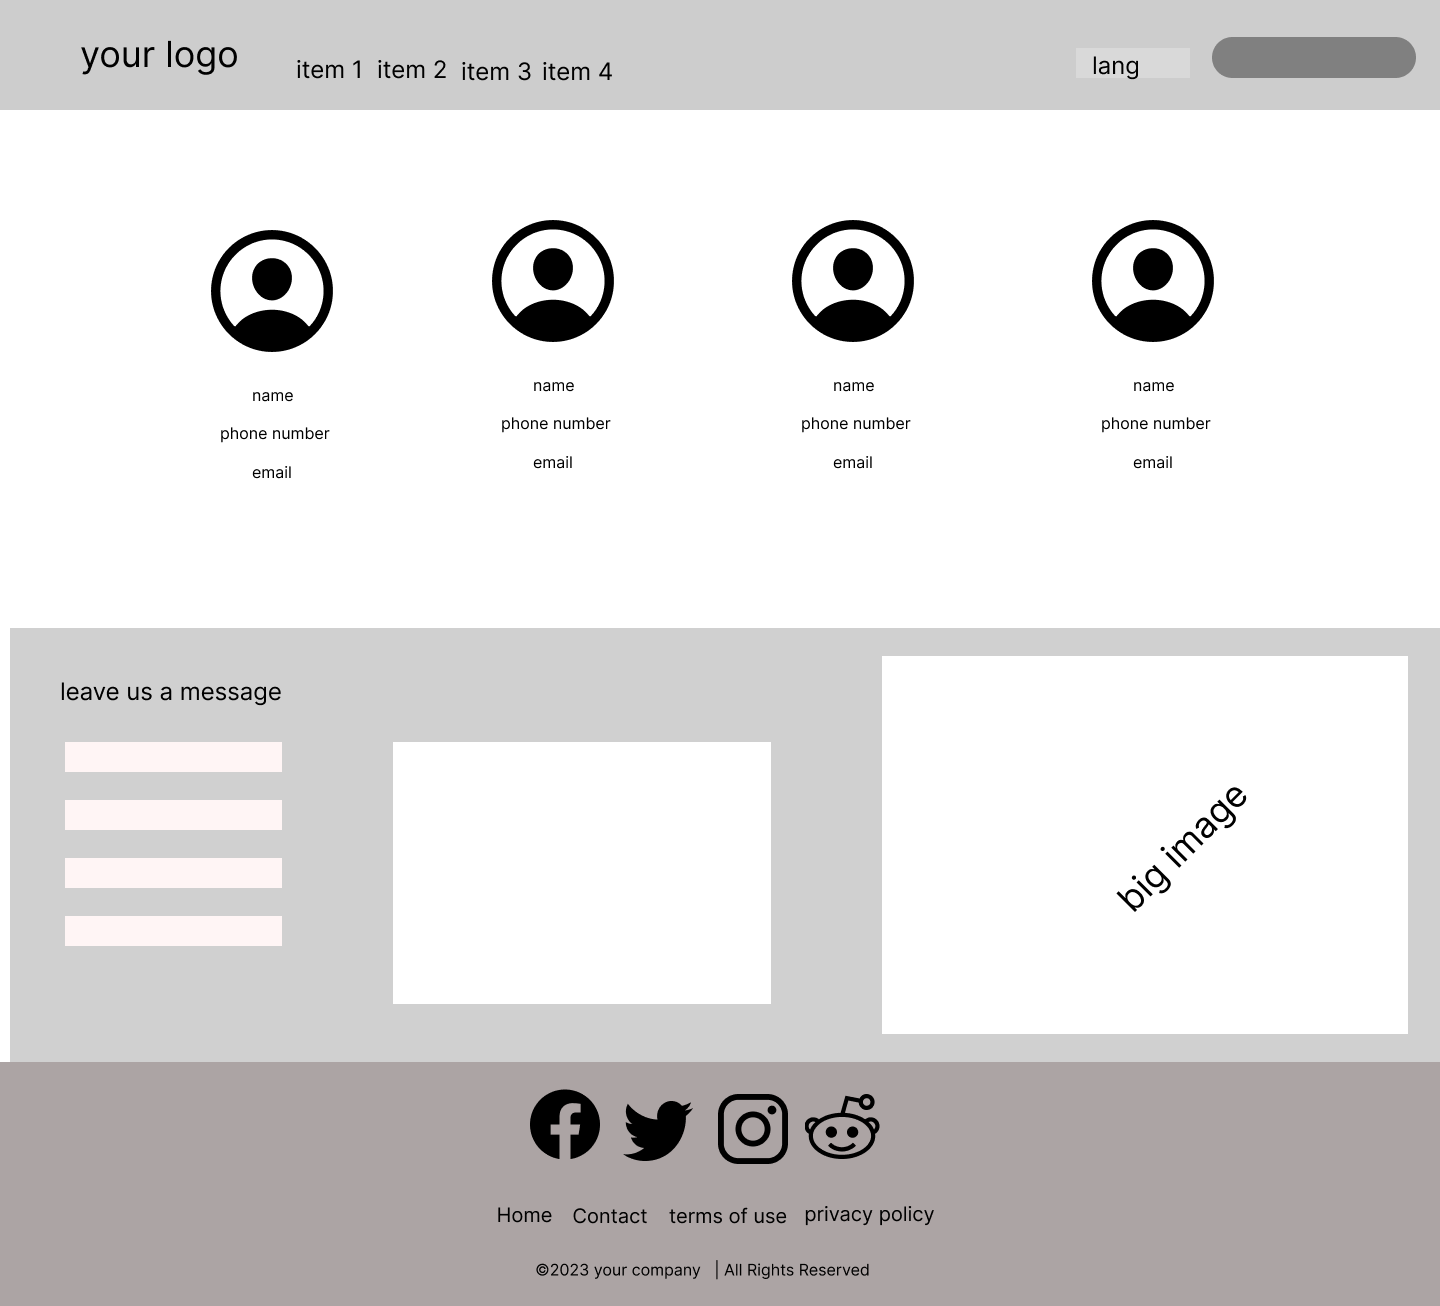 your logo
item 1 item 2 item 3 item 4
lang
name name name name
phone number phone number phone number phone number
email email email email
leave us a message
big image
Home Contact terms of use privacy policy
©2023 your company | All Rights Reserved